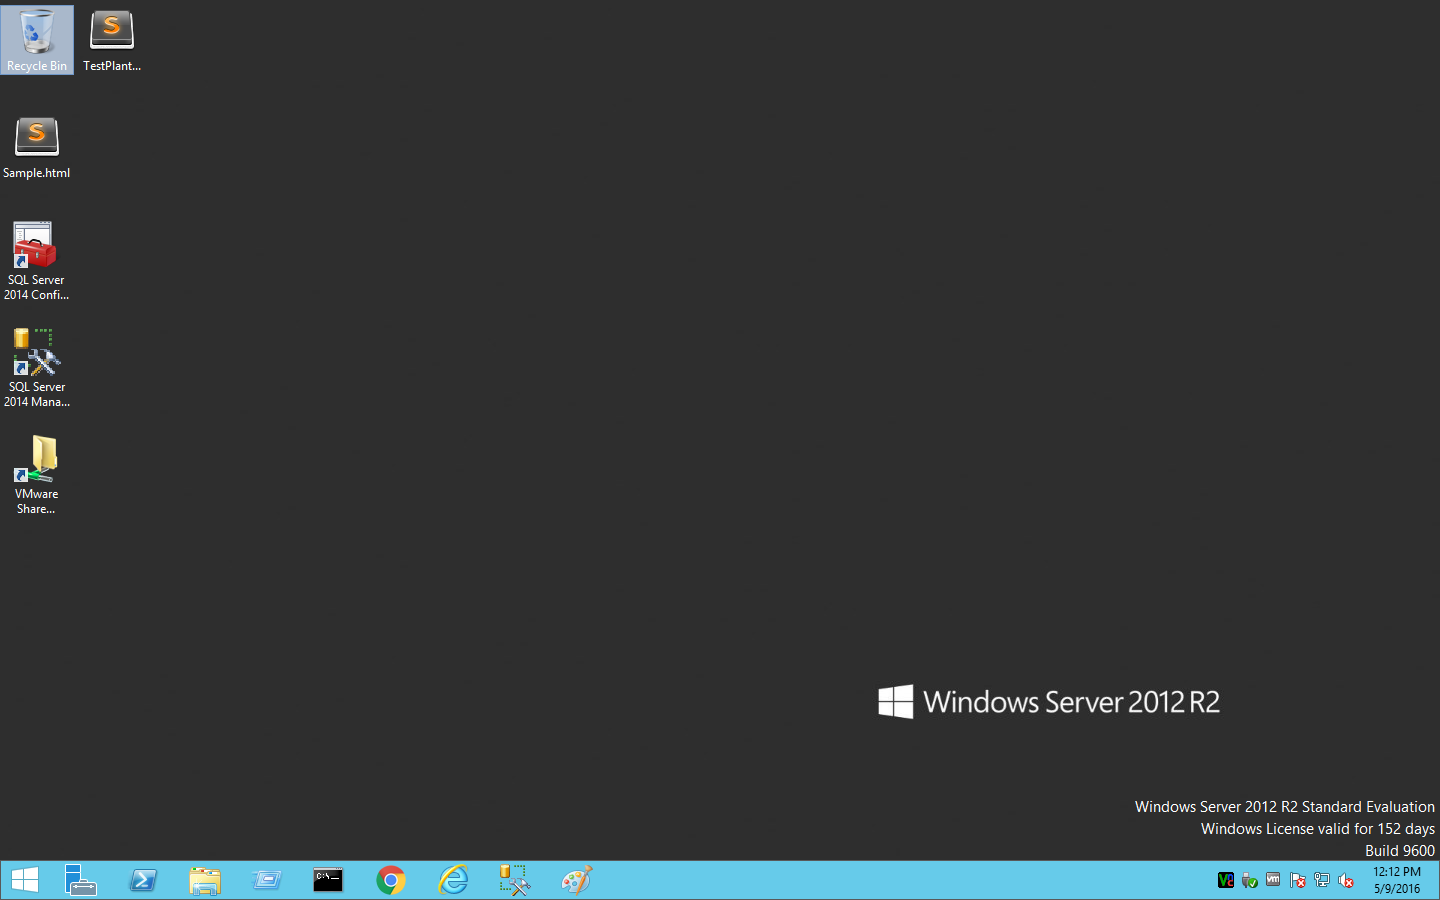 Recycle Bin
TestPlant...
Sample.html
SQL Server
2014 Confi...
SQL Server
2014 Mana...
VMware
Share...
Windows Server 2012 R2
Windows Server 2012 R2 Standard Evaluation
Windows License valid for 152 days
Build 9600
C:\_
vm
12:12 PM
5/9/2016